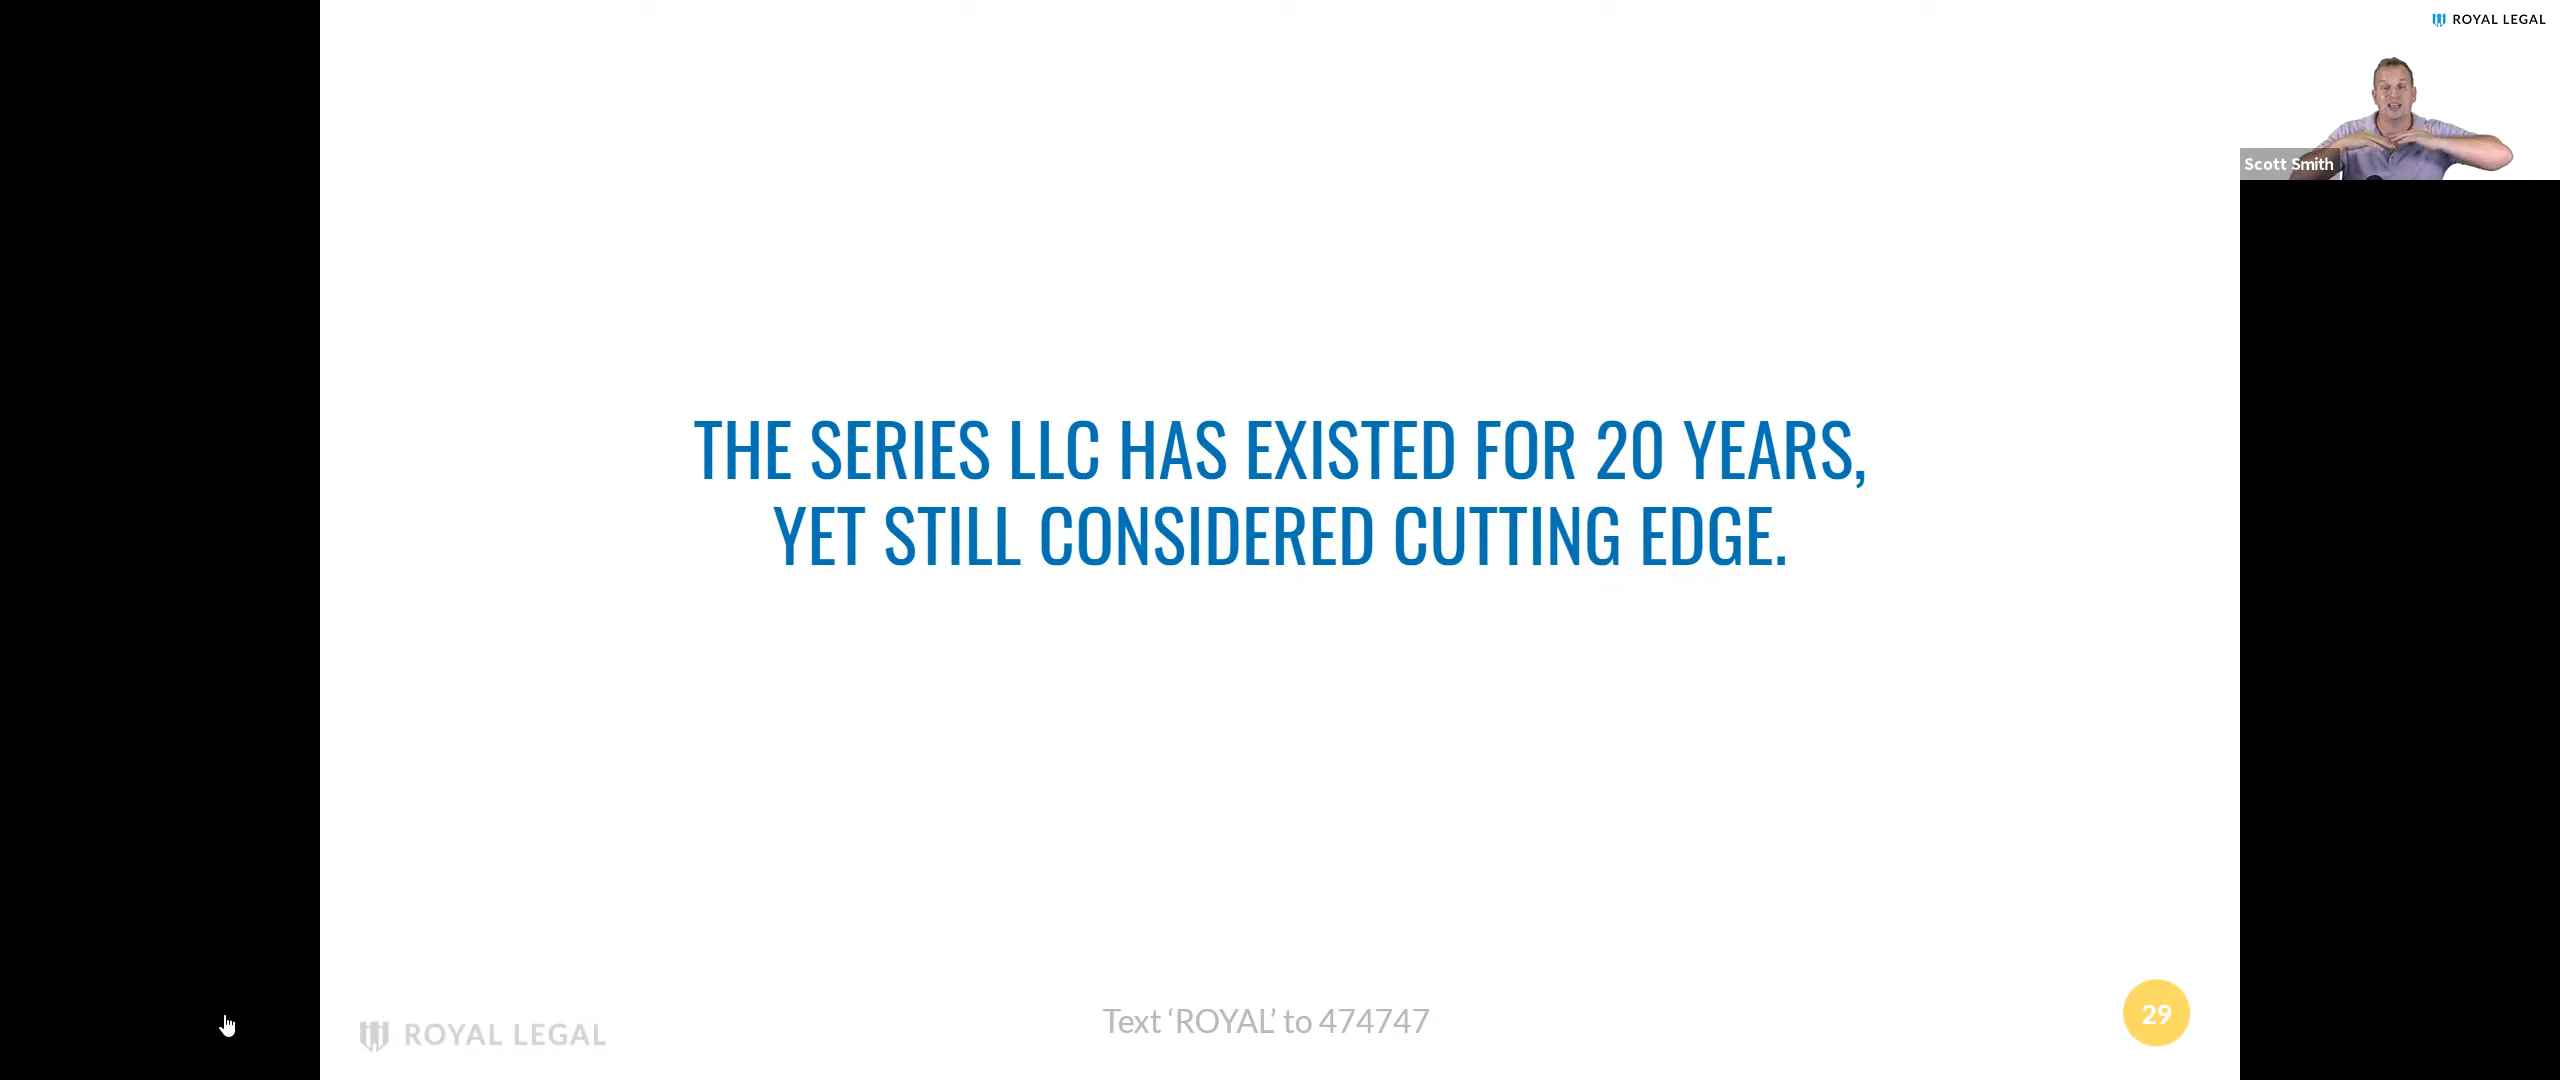 ROYAL LEGAL
Scott Smith
THE SERIES LLC HAS EXISTED FOR 20 YEARS,
YET STILL CONSIDERED CUTTING EDGE.
ROYAL LEGAL
Text ‘ROYAL’ to 474747
29